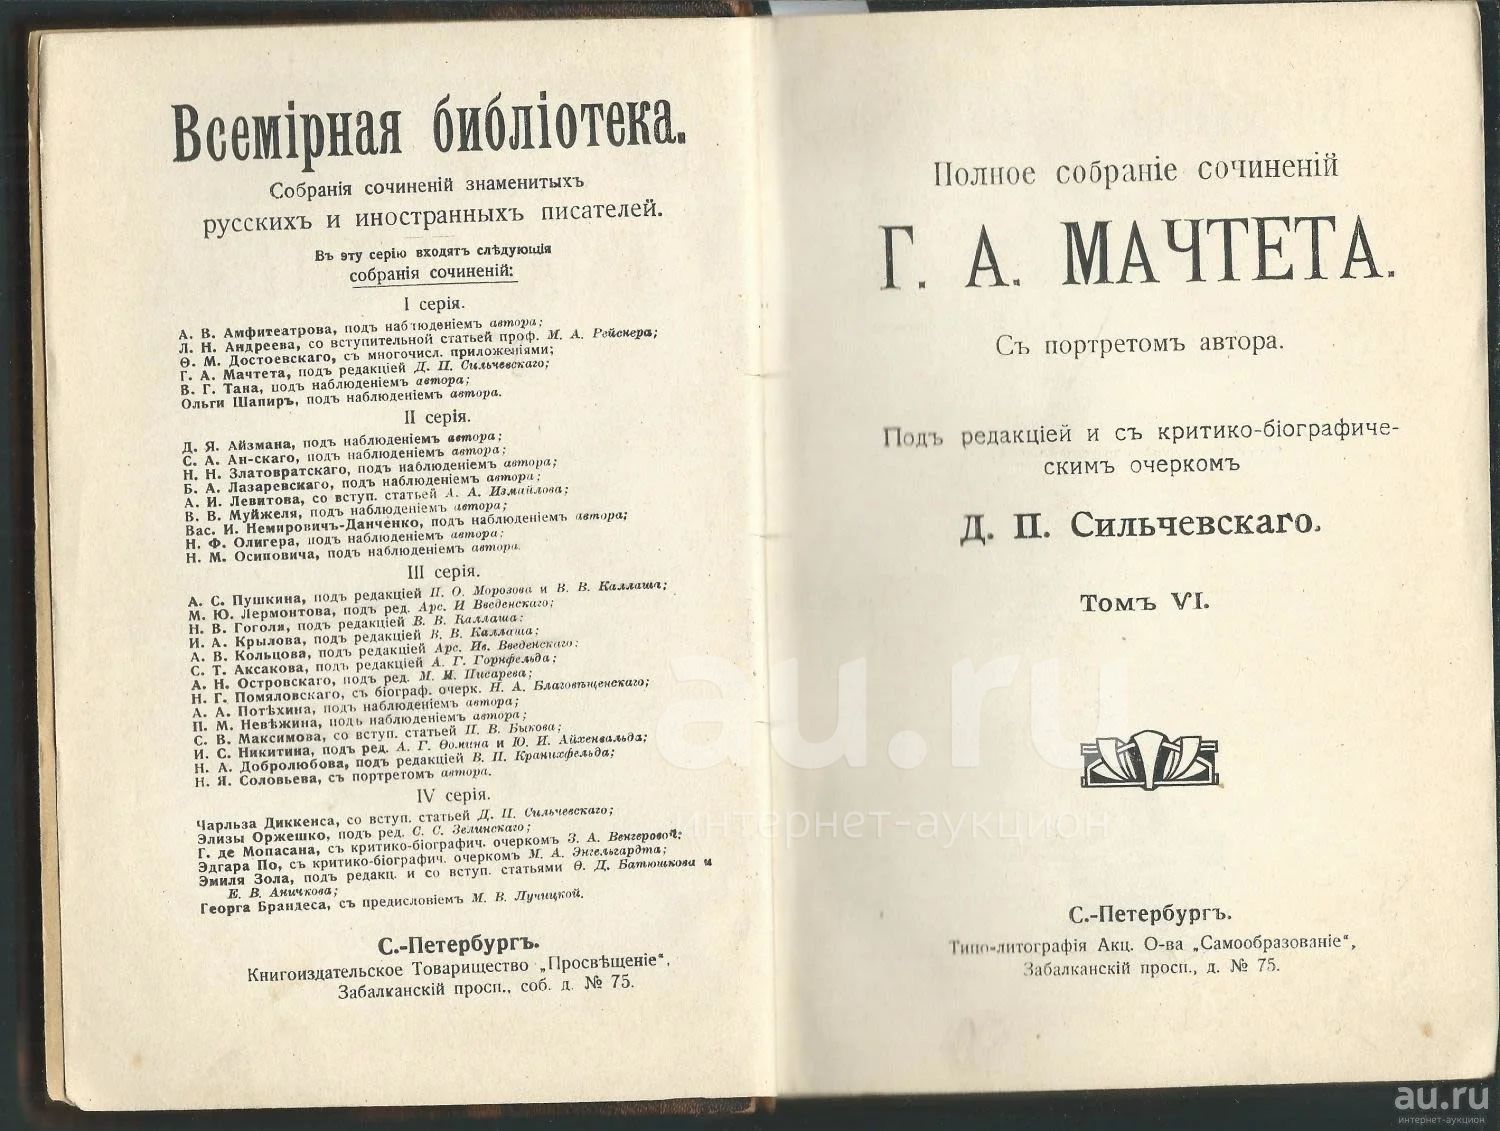 Всемірная библіотека.
Собранія сочиненій знаменитыхъ
русскихъ и иностранныхъ писателей.
Въ эту серію входятъ слѣдующія
собранія сочиненій:
I серія.
А. В. Амфитеатрова, подъ наблюденіемъ автора;
Л. Н. Андреева, со вступительной статьей проф. М. А. Рейснера;
Ѳ. М. Достоевскаго, съ многочисл. приложеніями;
Г. А. Мачтета, подъ редакціей Д. П. Сильчевскаго;
В. Г. Тана, подъ наблюденіемъ автора;
Ольги Шапиръ, подъ наблюденіемъ автора.
II серія.
Д. Я. Айзмана, подъ наблюденіемъ автора;
С. А. Ан-скаго, подъ наблюденіемъ автора;
Н. Н. Златовратскаго, подъ наблюденіемъ автора;
Б. А. Лазаревскаго, подъ наблюденіемъ автора;
А. И. Левитова, со вступ. статьей А. А. Измайлова;
В. В. Муйжеля, подъ наблюденіемъ автора;
Вас. И. Немировичъ-Данченко, подъ наблюденіемъ автора;
Н. Ф. Олигера, подъ наблюденіемъ автора;
Н. М. Осиповича, подъ наблюденіемъ автора.
III серія.
А. С. Пушкина, подъ редакціей П. О. Морозова и В. В. Каллаша;
М. Ю. Лермонтова, подъ ред. Арс. И Введенскаго;
Н. В. Гоголя, подъ редакціей В. В. Каллаша;
И. А. Крылова, подъ редакціей В. В. Каллаша;
А. В. Кольцова, подъ редакціей Арс. Ив. Введенскаго;
С. Т. Аксакова, подъ редакціей А. Г. Горнфельда;
А. Н. Островскаго, подъ ред. М. И. Писарева;
Н. Г. Помяловскаго, съ біограф. очерк. Н. А. Благовѣщенскаго;
А. А. Потѣхина, подъ наблюденіемъ автора;
П. М. Невѣжина, подъ наблюденіемъ автора;
С. В. Максимова, со вступ. статьей П. В. Быкова;
И. С. Никитина, подъ ред. А. Г. Ѳомина и Ю. И. Айхенвальда;
Н. А. Добролюбова, подъ редакціей В. П. Кранихфельда;
Н. Я. Соловьева, съ портретомъ автора.
IV серія.
Чарльза Диккенса, со вступ. статьей Д. П. Сильчевскаго;
Элизы Оржешко, подъ ред. С. С. Зелинскаго;
Г. де Мопасана, съ критико-біографич. очеркомъ З. А. Венгеровой;
Эдгара По, съ критико-біографич. очеркомъ М. А. Энгельгардта;
Эмиля Зола, подъ редакц. и со вступ. статьями Ѳ. Д. Батюшкова и
Е. В. Аничкова;
Георга Брандеса, съ предисловіемъ М. В. Лучицкой.
С.-Петербургъ.
Книгоиздательское Товарищество „Просвѣщеніе“,
Забалканскій просп., соб. д. № 75.
Полное собраніе сочиненій
Г. А. МАЧТЕТА.
Съ портретомъ автора.
Подъ редакціей и съ критико-біографиче-
скимъ очеркомъ
Д. П. Сильчевскаго.
Томъ VI.
С.-Петербургъ.
Типо-литографія Акц. О-ва „Самообразованіе“,
Забалканскій просп., д. № 75.
au.ru
интернет-аукцион
au.ru
интернет-аукцион